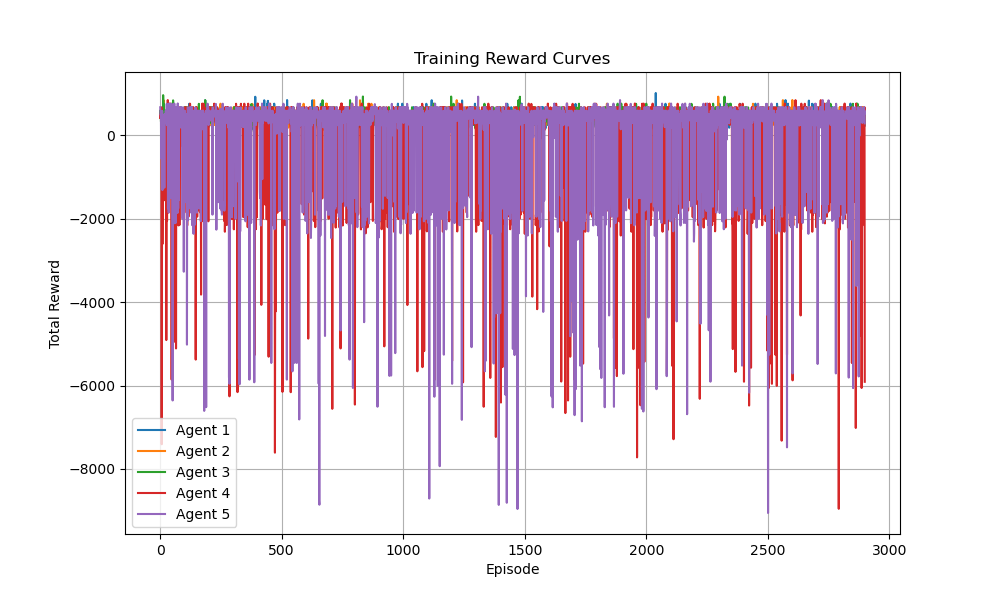 Training Reward Curves
Total Reward
0
−2000
−4000
−6000
−8000
Agent 1
Agent 2
Agent 3
Agent 4
Agent 5
0 500 1000 1500 2000 2500 3000
Episode